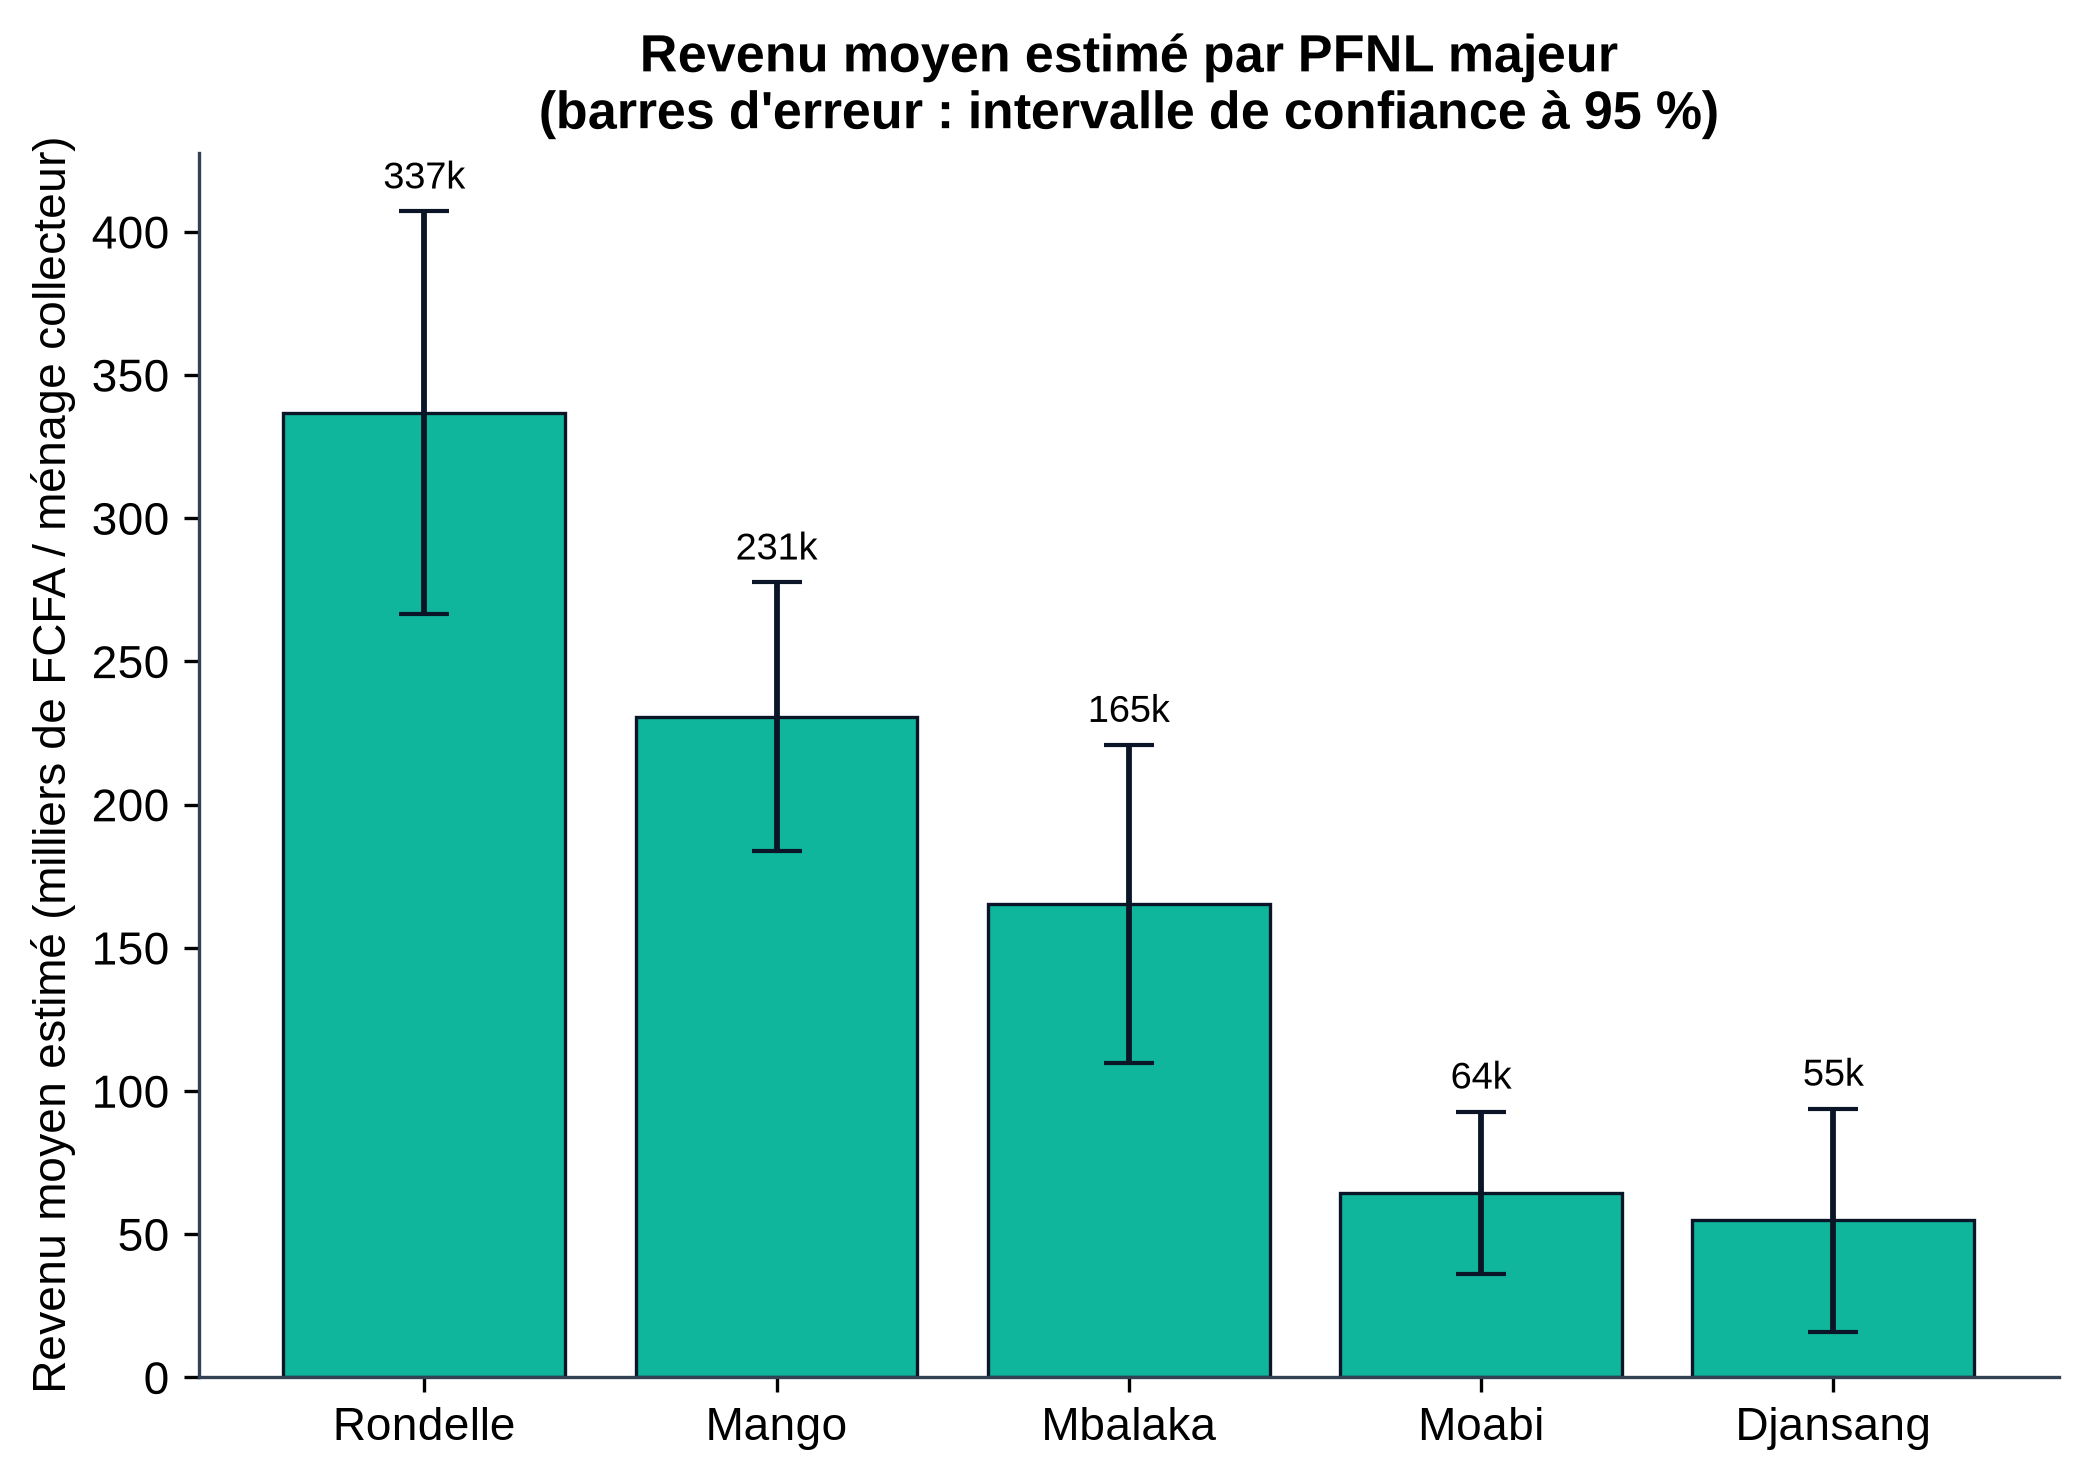 Revenu moyen estimé par PFNL majeur
(barres d'erreur : intervalle de confiance à 95 %)
Revenu moyen estimé (milliers de FCFA / ménage collecteur)
400
350
300
250
200
150
100
50
0
337k
231k
165k
64k
55k
Rondelle
Mango
Mbalaka
Moabi
Djansang